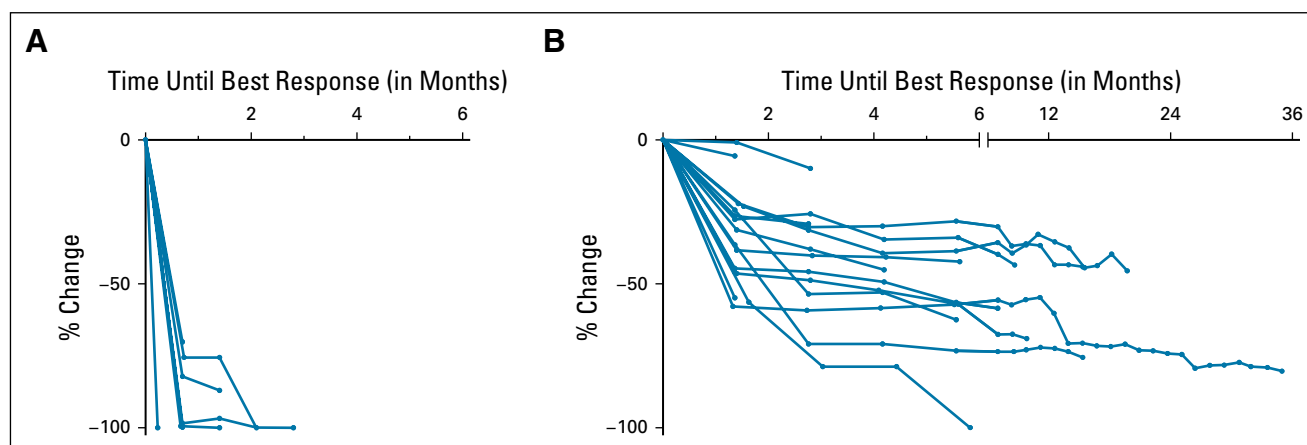 A
Time Until Best Response (in Months)
2 4 6
0
−50
−100
% Change
B
Time Until Best Response (in Months)
2 4 6 12 24 36
0
−50
−100
% Change